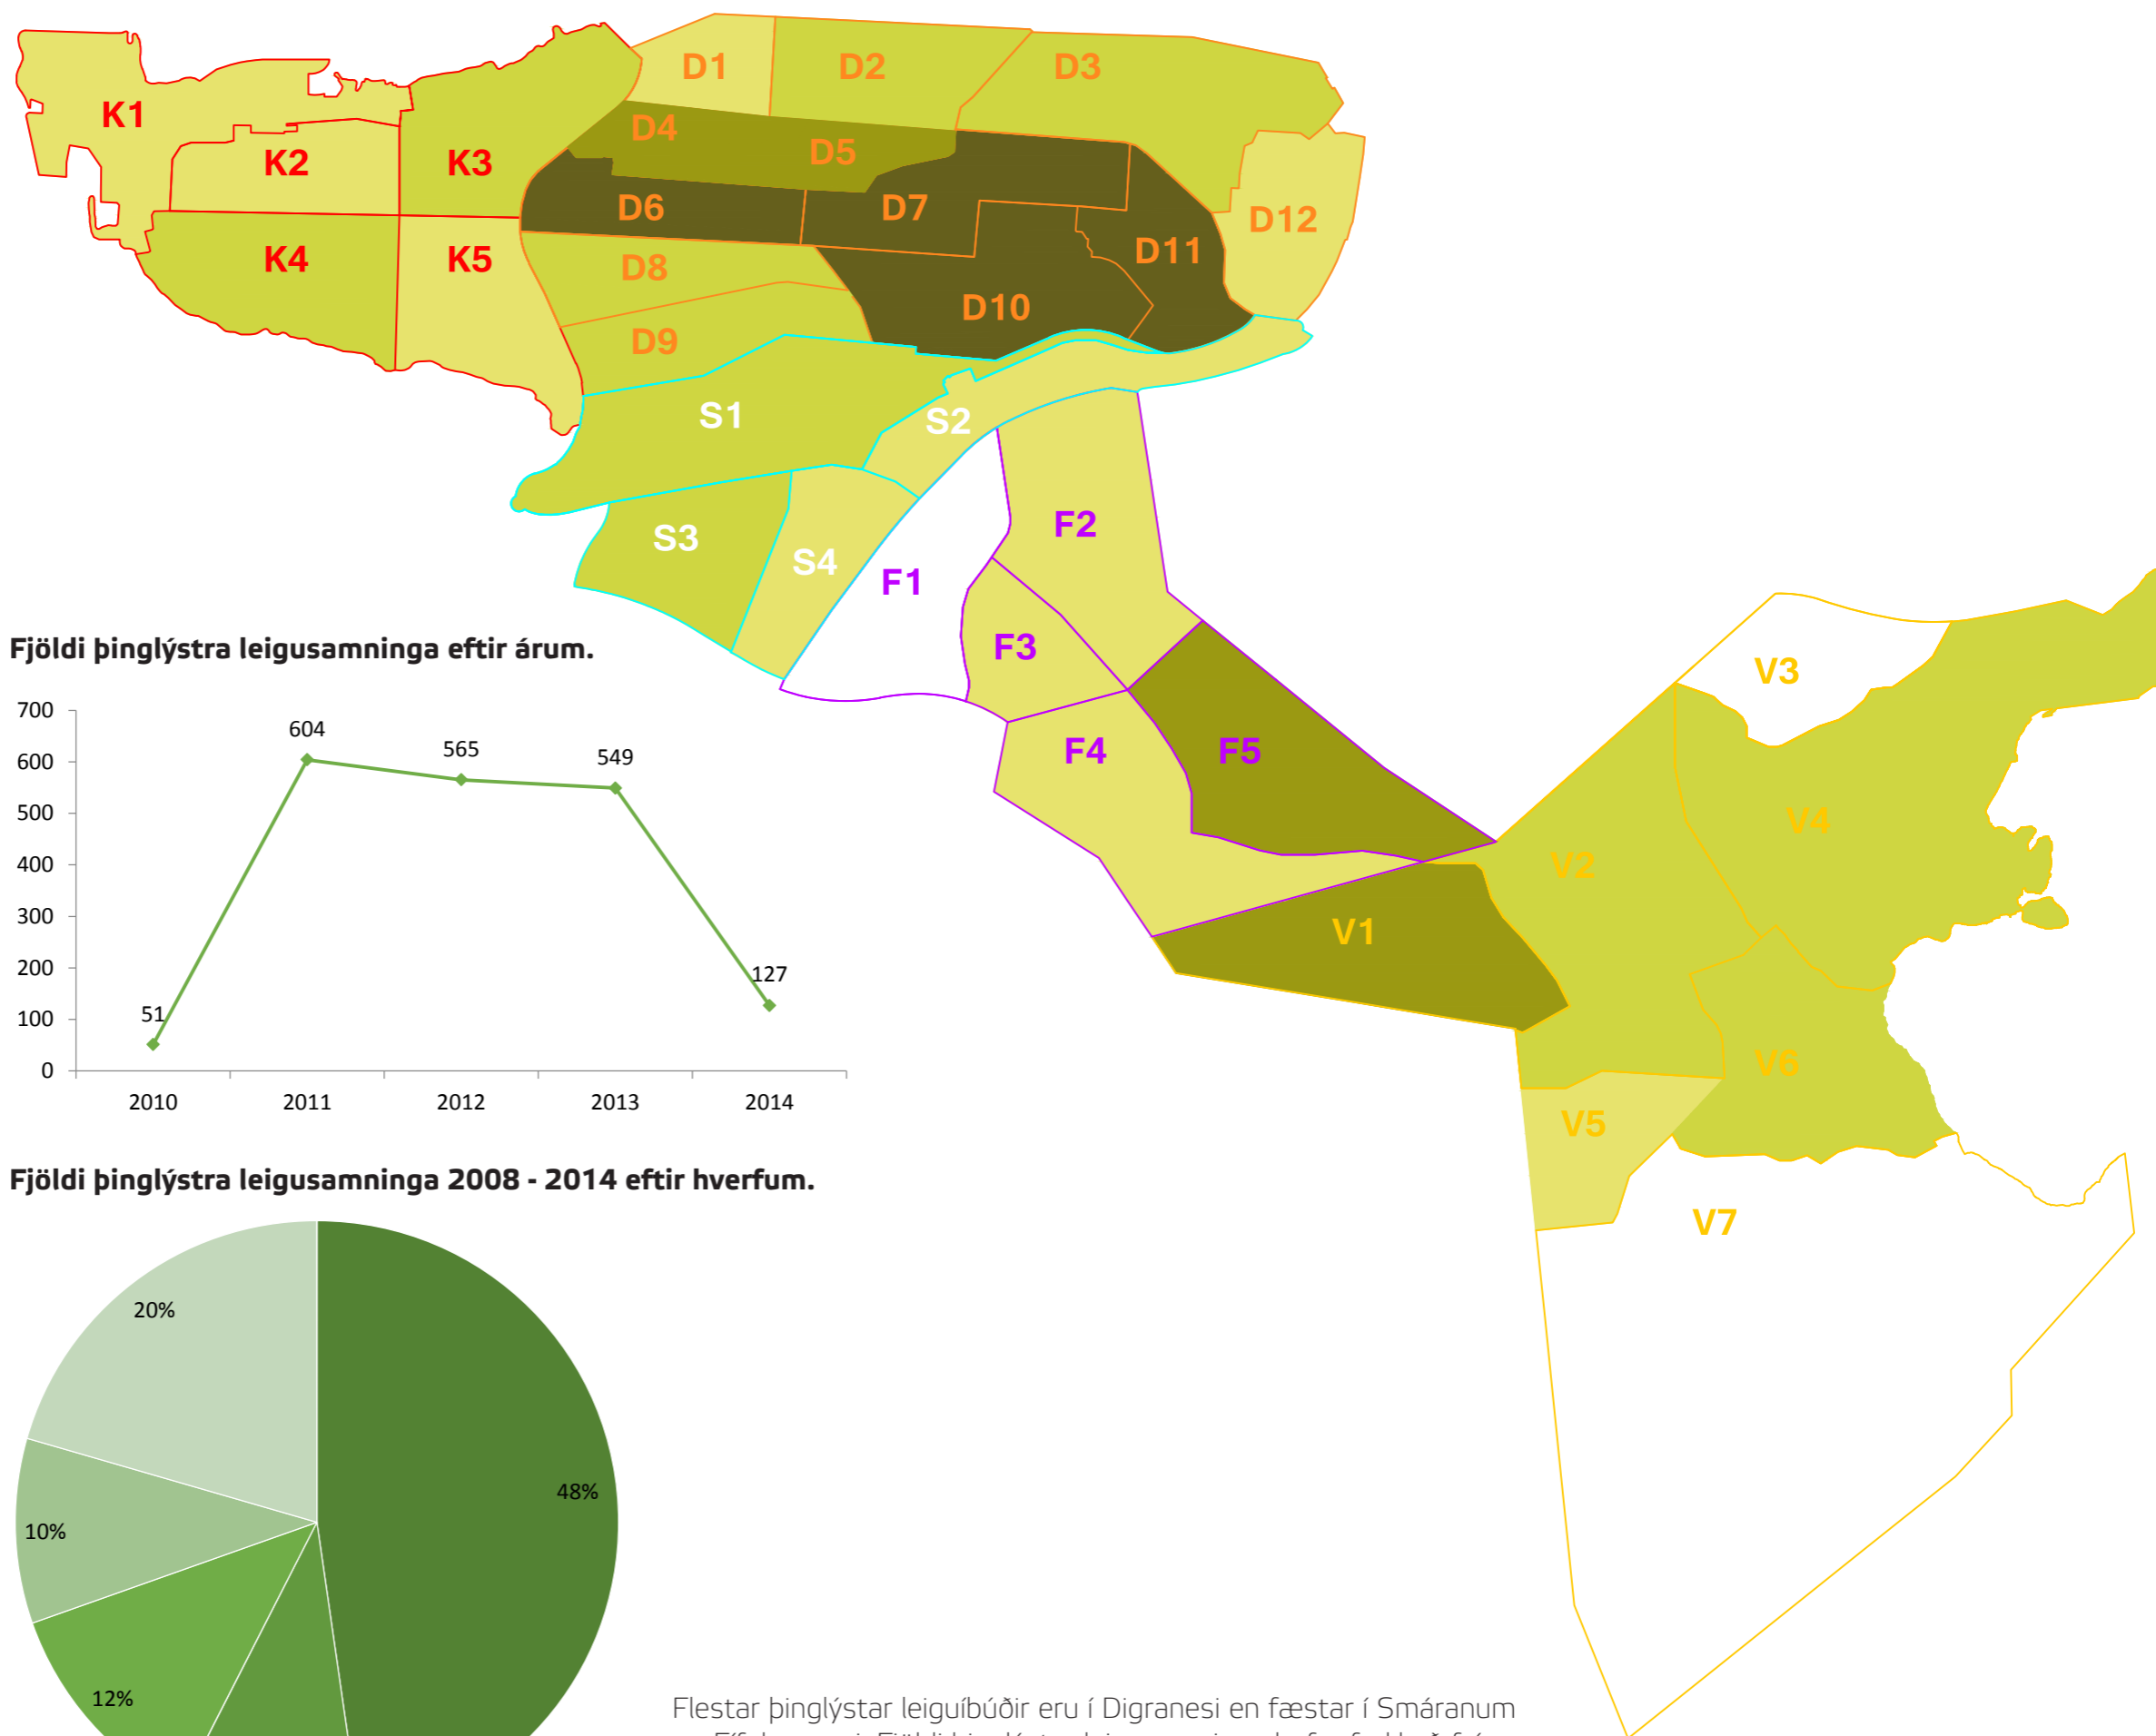 D1
D2
D3
K1
D4
D5
K2
K3
D6
D7
D12
D11
K4
K5
D8
D10
D9
S1
S2
S3
S4
F1
F2
F3
F4
F5
V3
V4
V2
V1
V6
V5
V7
Fjöldi þinglýstra leigusamninga eftir árum.
700
600
500
400
300
200
100
0
51
604
565
549
127
2010 2011 2012 2013 2014
Fjöldi þinglýstra leigusamninga 2008 - 2014 eftir hverfum.
20%
48%
10%
12%
Flestar þinglýstar leiguíbúðir eru í Digranesi en fæstar í Smáranum